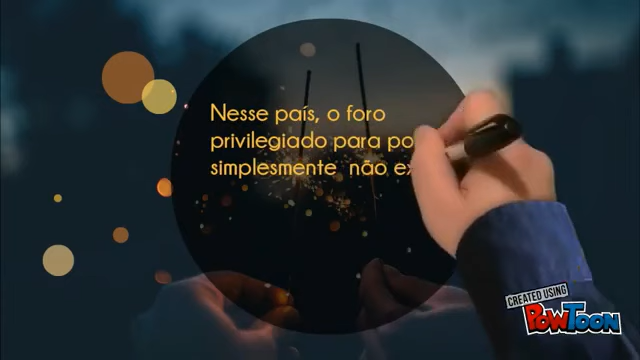 Nesse país, o foro
privilegiado para
simplesmente não
CREATED USING
POWTOON